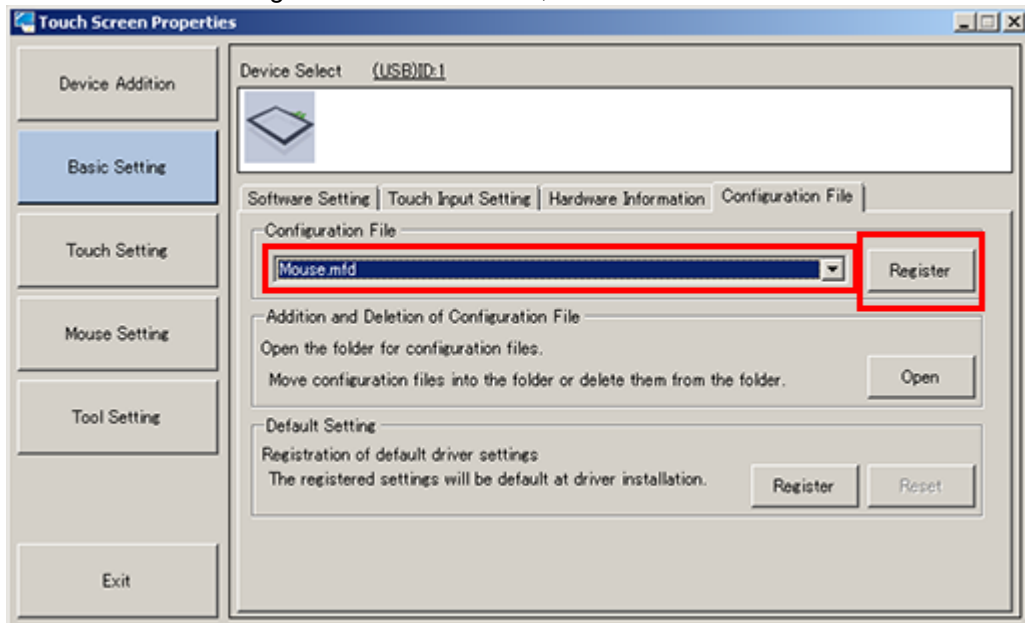 Touch Screen Properties
Device Addition
Basic Setting
Touch Setting
Mouse Setting
Tool Setting
Exit
Device Select (USB)ID:1
Software Setting Touch Input Setting Hardware Information Configuration File
Configuration File
Mouse.mfd
Register
Addition and Deletion of Configuration File
Open the folder for configuration files.
Move configuration files into the folder or delete them from the folder.
Open
Default Setting
Registration of default driver settings
The registered settings will be default at driver installation.
Register
Reset